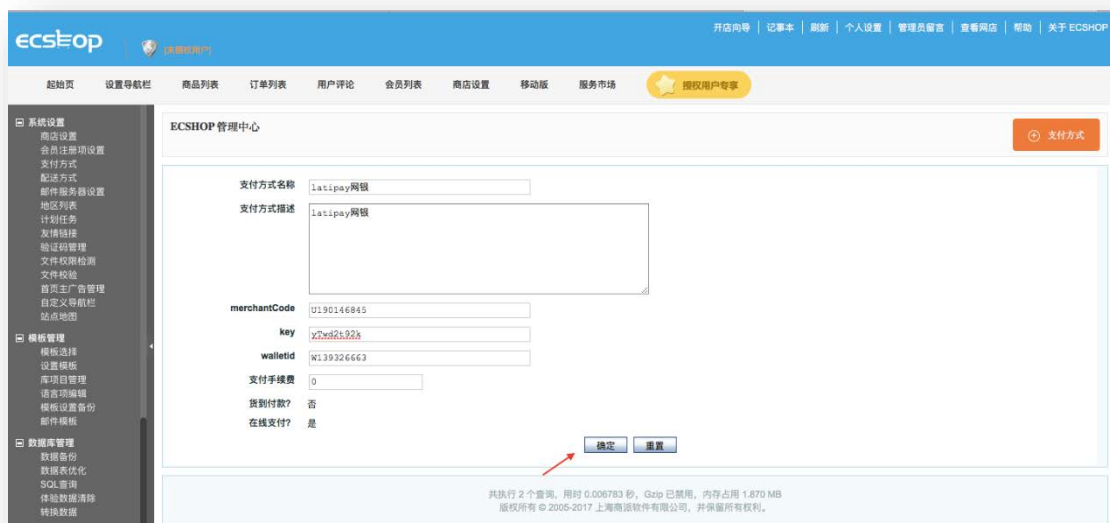 开店向导 | 记事本 | 刷新 | 个人设置 | 管理员留言 | 查看网店 | 帮助 | 关于 ECSHOP
ecshop
[未授权用户]
起始页 设置导航栏 商品列表 订单列表 用户评论 会员列表 商店设置 移动版 服务市场 授权用户专享
系统设置
商店设置
会员注册项设置
支付方式
配送方式
邮件服务器设置
地区列表
计划任务
友情链接
验证码管理
文件权限检测
文件校验
首页主广告管理
自定义导航栏
站点地图
模板管理
模板选择
设置模板
库项目管理
语言项编辑
模板设置备份
邮件模板
数据库管理
数据备份
数据表优化
SQL查询
体验数据清除
转换数据
ECSHOP 管理中心
支付方式
支付方式名称 latipay网银
支付方式描述 latipay网银
merchantCode U190146845
key yTwd2t92k
walletid W139326663
支付手续费 0
货到付款? 否
在线支付? 是
确定 重置
共执行 2 个查询，用时 0.006783 秒，Gzip 已禁用，内存占用 1.870 MB
版权所有 © 2005-2017 上海商派软件有限公司，并保留所有权利。